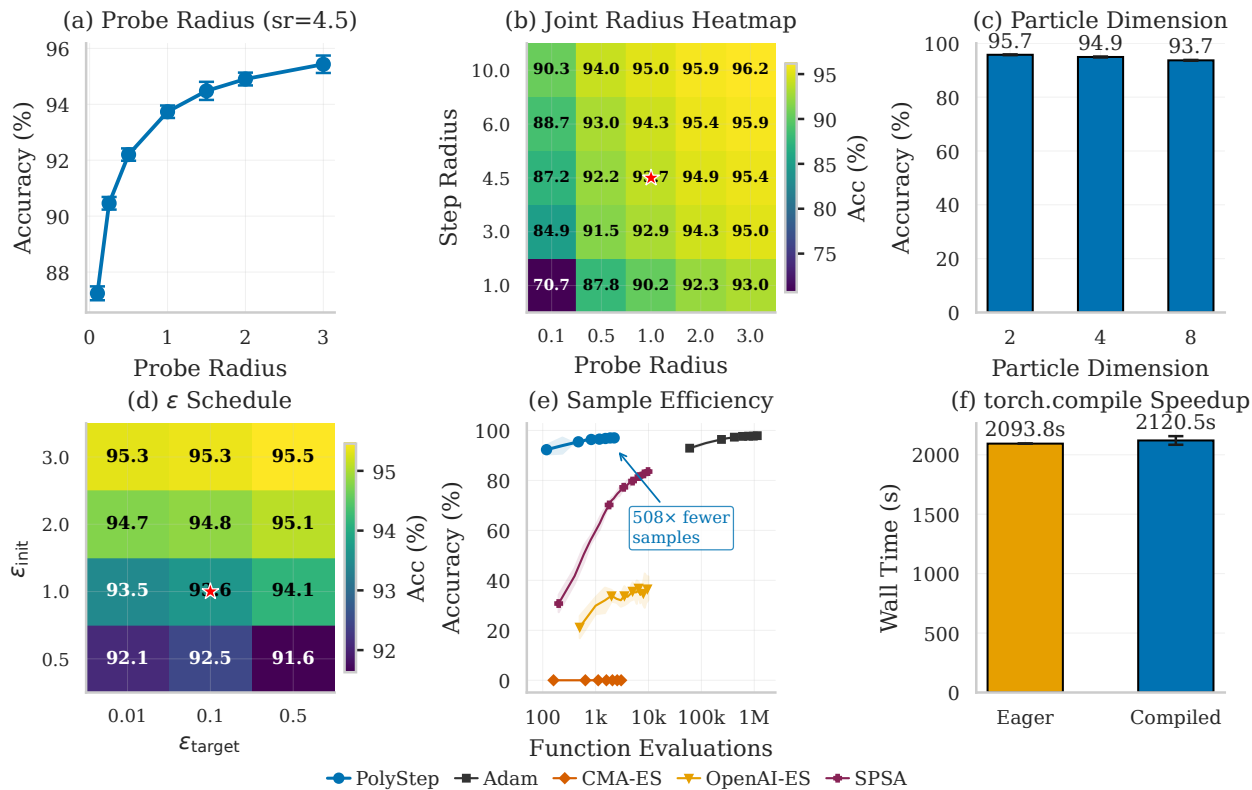 (a) Probe Radius (sr=4.5)
96
94
92
90
88
0
1
2
3
Accuracy (%)
Probe Radius
(b) Joint Radius Heatmap
10.0
90.3 94.0 95.0 95.9 96.2
6.0
88.7 93.0 94.3 95.4 95.9
4.5
87.2 92.2 94.9 95.4
3.0
84.9 91.5 92.9 94.3 95.0
1.0
70.7 87.8 90.2 92.3 93.0
0.1 0.5 1.0 2.0 3.0
Step Radius
Probe Radius
95
90
85
80
75
Acc (%)
(c) Particle Dimension
95.7 94.9 93.7
100
80
60
40
20
0
2 4 8
Accuracy (%)
Particle Dimension
(d) ε Schedule
3.0
95.3 95.3 95.5
2.0
94.7 94.8 95.1
1.0
93.5 94.1
0.5
92.1 92.5 91.6
0.01 0.1 0.5
εinit
εtarget
95
94
93
92
Acc (%)
(e) Sample Efficiency
100
80
60
40
20
0
100 1k 10k 100k 1M
Accuracy (%)
Function Evaluations
508× fewer
samples
(f) torch.compile Speedup
2093.8s 2120.5s
2000
1500
1000
500
0
Eager Compiled
Wall Time (s)
PolyStep Adam CMA-ES OpenAI-ES SPSA